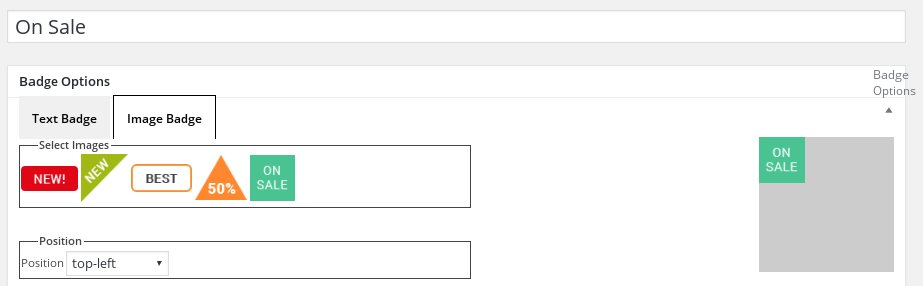 On Sale
Badge Options
Badge
Options
Text Badge
Image Badge
Select Images
NEW!
NEW
BEST
50%
ON
SALE
ON
SALE
Position
Position top-left